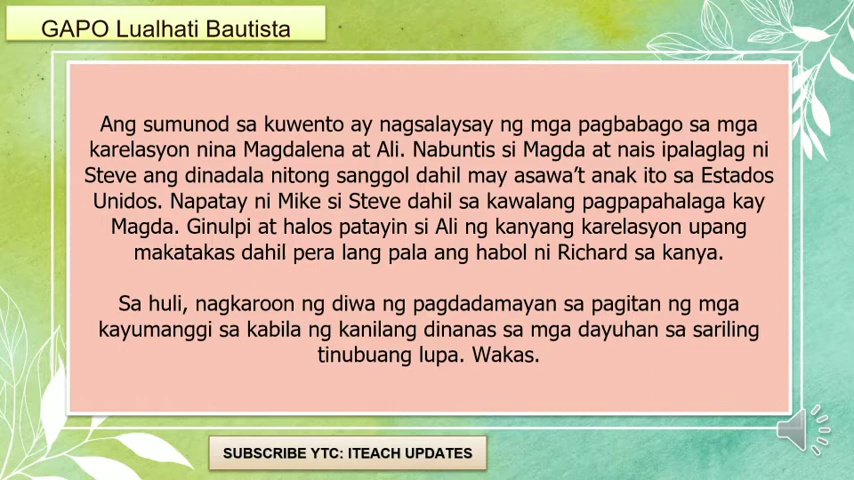 GAPO Lualhati Bautista
Ang sumunod sa kuwento ay nagsalaysay ng mga pagbabago sa mga
karelasyon nina Magdalena at Ali. Nabuntis si Magda at nais ipalaglag ni
Steve ang dinadala nitong sanggol dahil may asawa’t anak ito sa Estados
Unidos. Napatay ni Mike si Steve dahil sa kawalang pagpapahalaga kay
Magda. Ginulpi at halos patayin si Ali ng kanyang karelasyon upang
makatakas dahil pera lang pala ang habol ni Richard sa kanya.
Sa huli, nagkaroon ng diwa ng pagdadamayan sa pagitan ng mga
kayumanggi sa kabila ng kanilang dinanas sa mga dayuhan sa sariling
tinubuang lupa. Wakas.
SUBSCRIBE YTC: ITEACH UPDATES